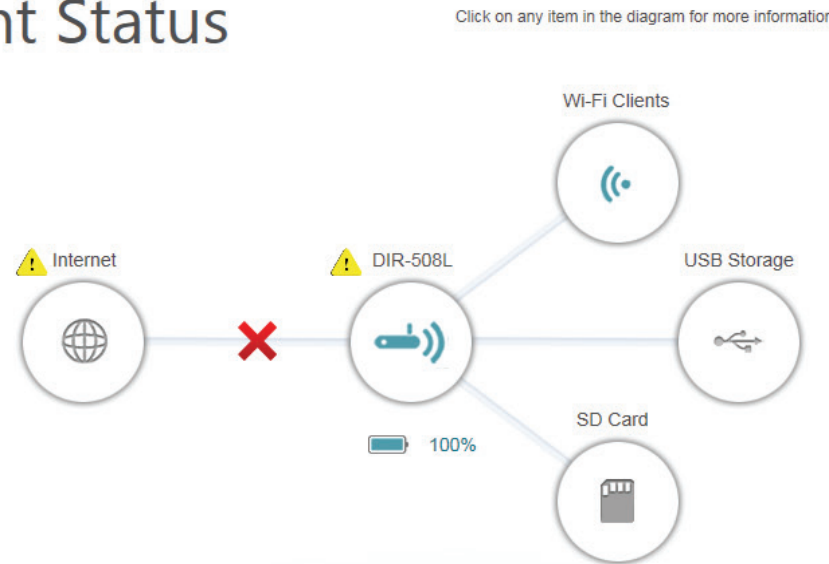 nt Status
Click on any item in the diagram for more information
Wi-Fi Clients
Internet
DIR-508L
USB Storage
100%
SD Card